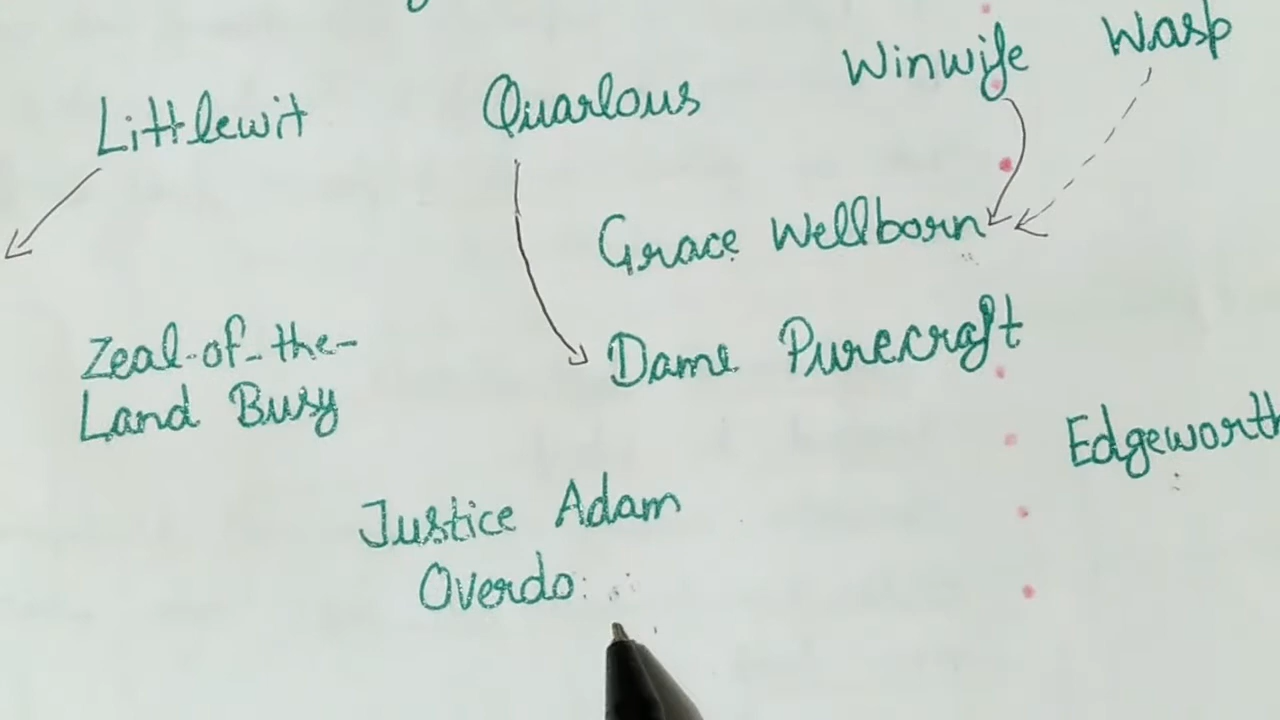 Littlewit
Quarlous
Winwife
Wasp
Grace Wellborn
Zeal-of-the-
Land Busy
Dame Purecraft
Edgeworth
Justice Adam
Overdo: